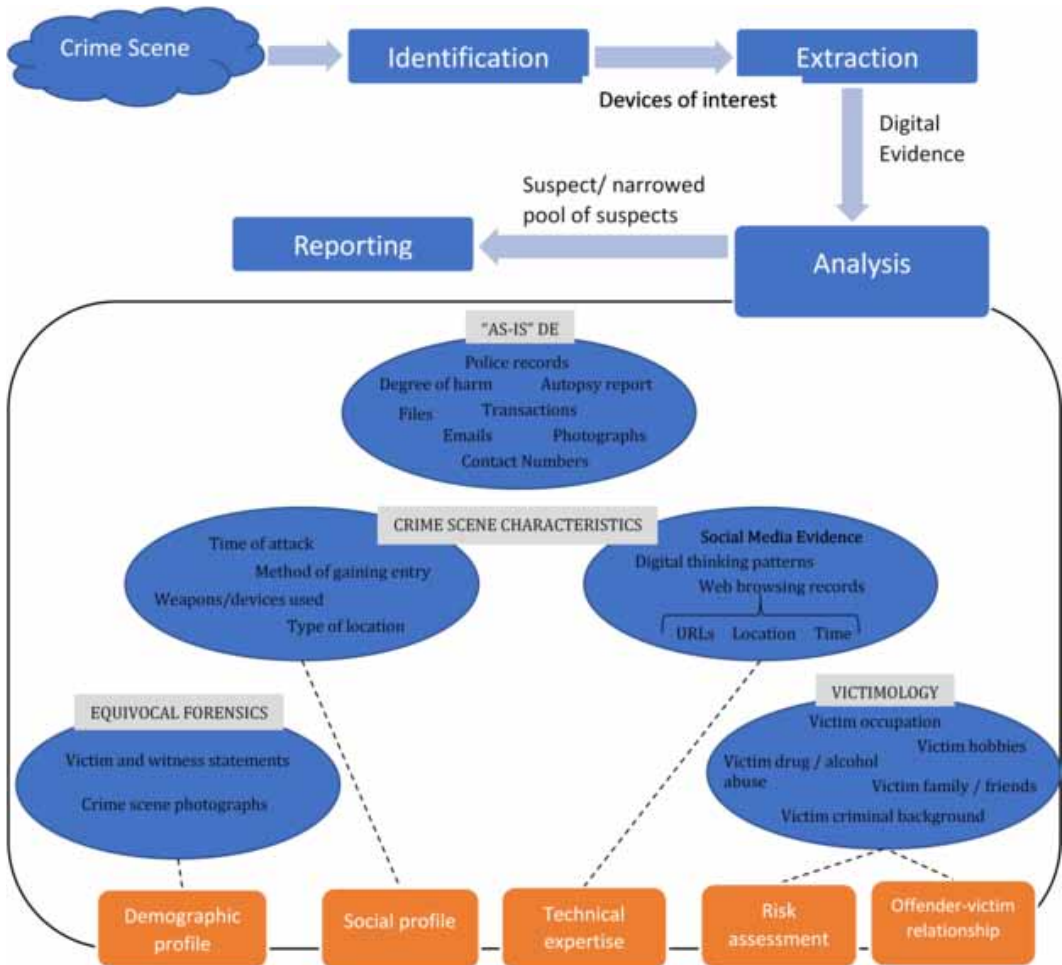 Crime Scene
Identification
Extraction
Devices of interest
Digital
Evidence
Suspect/ narrowed
pool of suspects
Reporting
Analysis
"AS-IS" DE
Police records
Degree of harm
Autopsy report
Files
Transactions
Emails
Photographs
Contact Numbers
CRIME SCENE CHARACTERISTICS
Time of attack
Method of gaining entry
Weapons/devices used
Type of location
Social Media Evidence
Digital thinking patterns
Web browsing records
URLs
Location
Time
EQUIVOCAL FORENSICS
Victim and witness statements
Crime scene photographs
VICTIMOLOGY
Victim occupation
Victim hobbies
Victim drug / alcohol
abuse
Victim family / friends
Victim criminal background
Demographic
profile
Social profile
Technical
expertise
Risk
assessment
Offender-victim
relationship